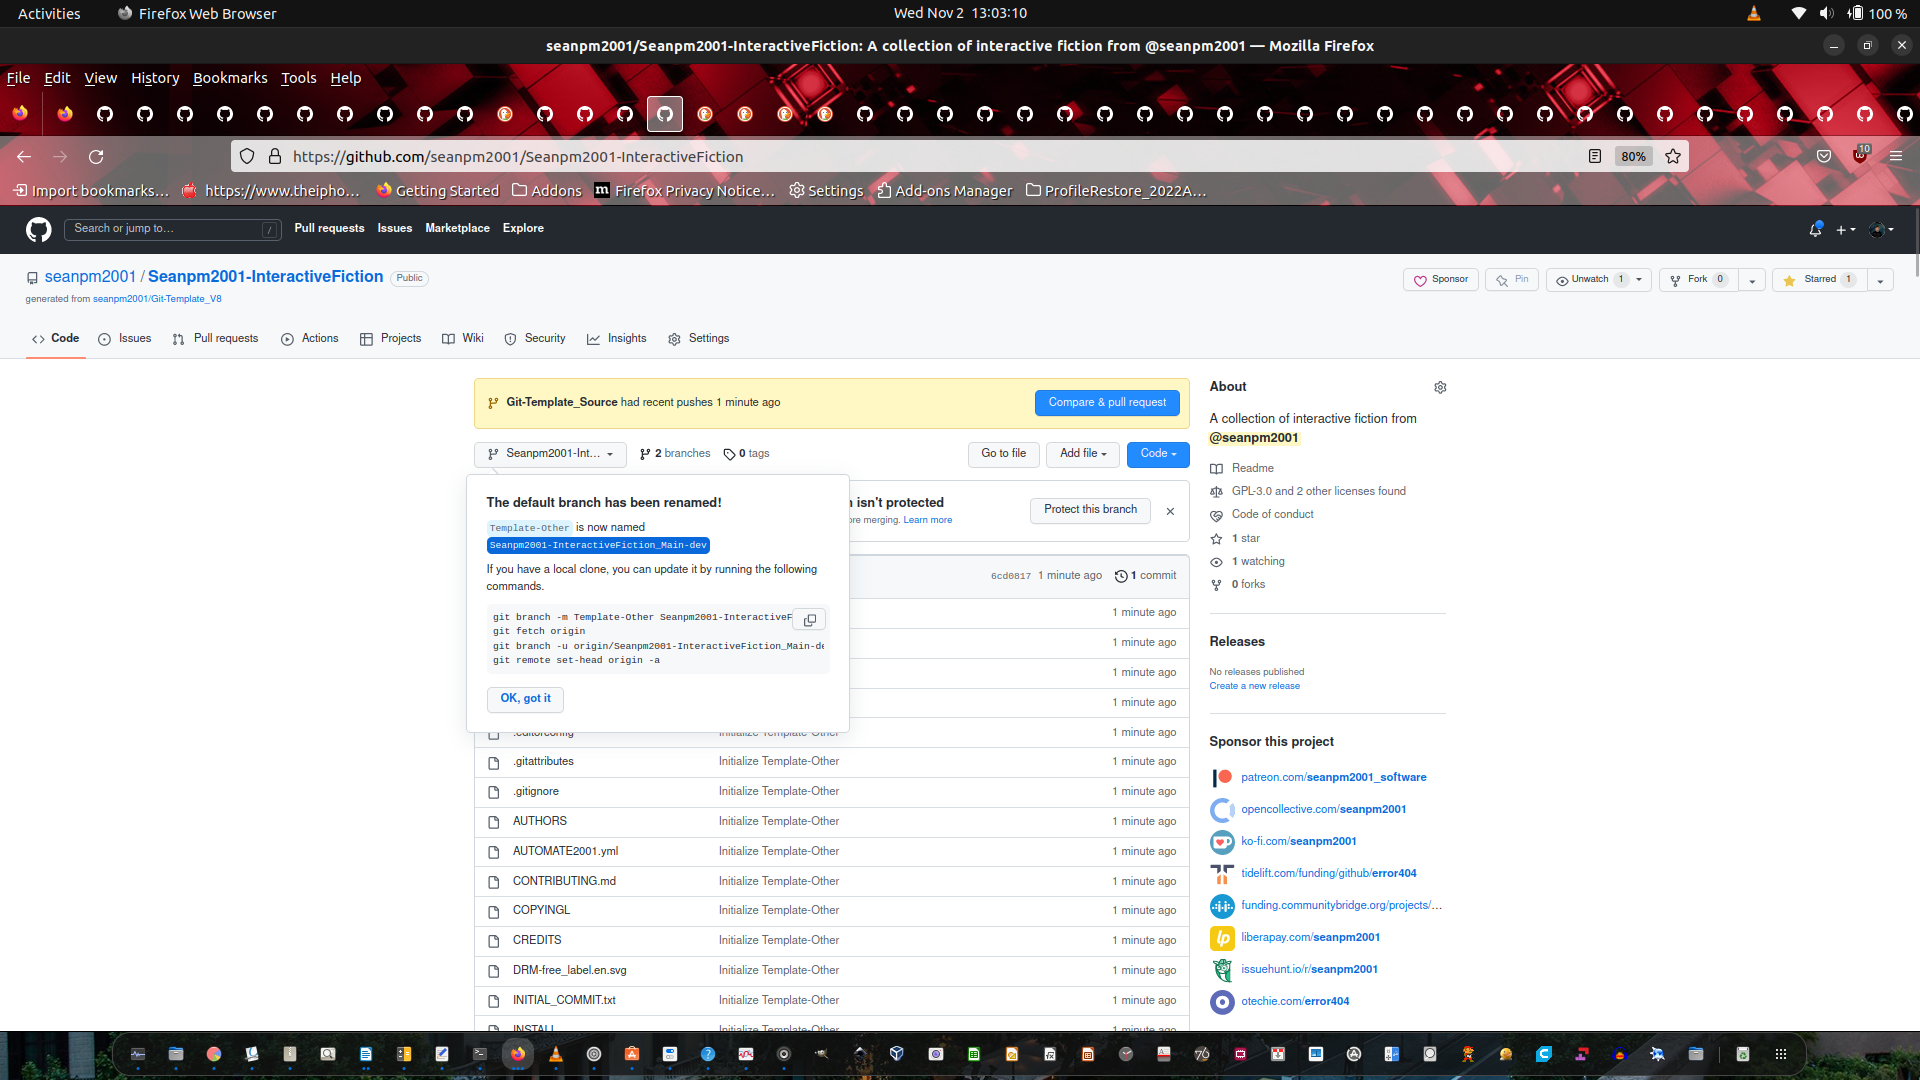 Activities
Firefox Web Browser
Wed Nov 2 13:03:10
100 %
seanpm2001/Seanpm2001-InteractiveFiction: A collection of interactive fiction from @seanpm2001 — Mozilla Firefox
File Edit View History Bookmarks Tools Help
https://github.com/seanpm2001/Seanpm2001-InteractiveFiction
80%
10
Import bookmarks…
https://www.theipho…
Getting Started
Addons
Firefox Privacy Notice…
Settings
Add-ons Manager
ProfileRestore_2022A…
Search or jump to…
/
Pull requests
Issues
Marketplace
Explore
seanpm2001 / Seanpm2001-InteractiveFiction
Public
generated from seanpm2001/Git-Template_V8
Sponsor
Pin
Unwatch 1
Fork 0
Starred 1
Code
Issues
Pull requests
Actions
Projects
Wiki
Security
Insights
Settings
Git-Template_Source had recent pushes 1 minute ago
Compare & pull request
Seanpm2001-Int...
2 branches
0 tags
Go to file
Add file
Code
The default branch has been renamed!
Template-Other is now named
Seanpm2001-InteractiveFiction_Main-dev
If you have a local clone, you can update it by running the following
commands.
git branch -m Template-Other Seanpm2001-InteractiveF
git fetch origin
git branch -u origin/Seanpm2001-InteractiveFiction_Main-de
git remote set-head origin -a
OK, got it
isn't protected
ore merging. Learn more
Protect this branch
6cd0817 1 minute ago
1 commit
1 minute ago
1 minute ago
1 minute ago
1 minute ago
.editorconfig Initialize Template-Other 1 minute ago
.gitattributes Initialize Template-Other 1 minute ago
.gitignore Initialize Template-Other 1 minute ago
AUTHORS Initialize Template-Other 1 minute ago
AUTOMATE2001.yml Initialize Template-Other 1 minute ago
CONTRIBUTING.md Initialize Template-Other 1 minute ago
COPYINGL Initialize Template-Other 1 minute ago
CREDITS Initialize Template-Other 1 minute ago
DRM-free_label.en.svg Initialize Template-Other 1 minute ago
INITIAL_COMMIT.txt Initialize Template-Other 1 minute ago
INSTALL Initialize Template-Other 1 minute ago
About
A collection of interactive fiction from
@seanpm2001
Readme
GPL-3.0 and 2 other licenses found
Code of conduct
1 star
1 watching
0 forks
Releases
No releases published
Create a new release
Sponsor this project
patreon.com/seanpm2001_software
opencollective.com/seanpm2001
ko-fi.com/seanpm2001
tidelift.com/funding/github/error404
funding.communitybridge.org/projects/…
liberapay.com/seanpm2001
issuehunt.io/r/seanpm2001
otechie.com/error404